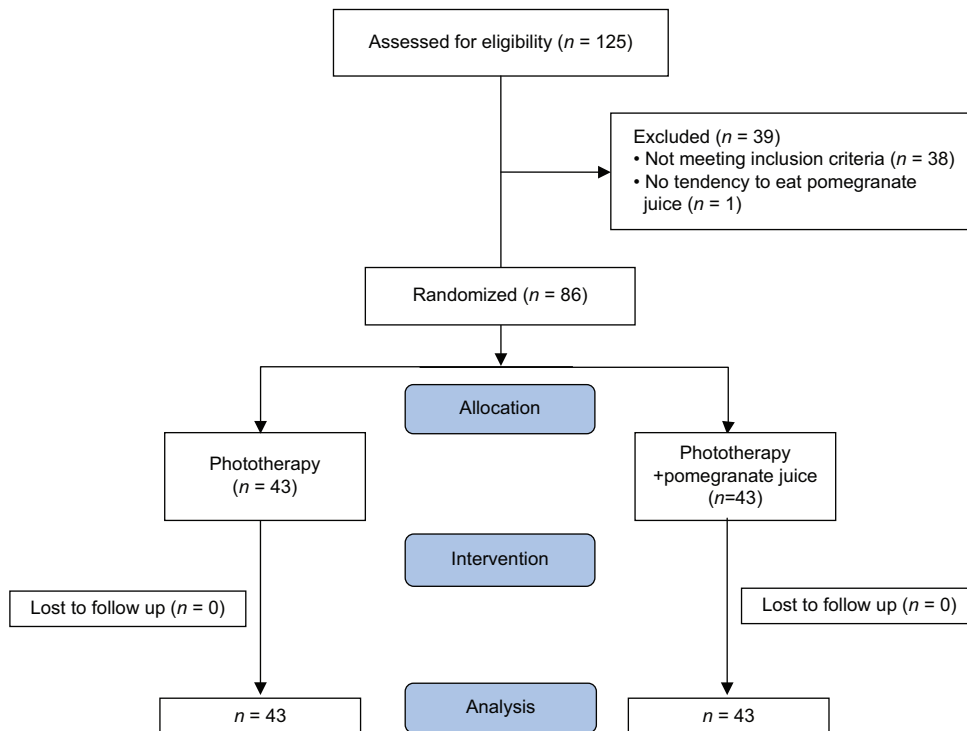 Assessed for eligibility (n = 125)
Excluded (n = 39)
• Not meeting inclusion criteria (n = 38)
• No tendency to eat pomegranate
juice (n = 1)
Randomized (n = 86)
Allocation
Phototherapy
(n = 43)
Phototherapy
+pomegranate juice
(n=43)
Intervention
Lost to follow up (n = 0)
Lost to follow up (n = 0)
Analysis
n = 43
n = 43